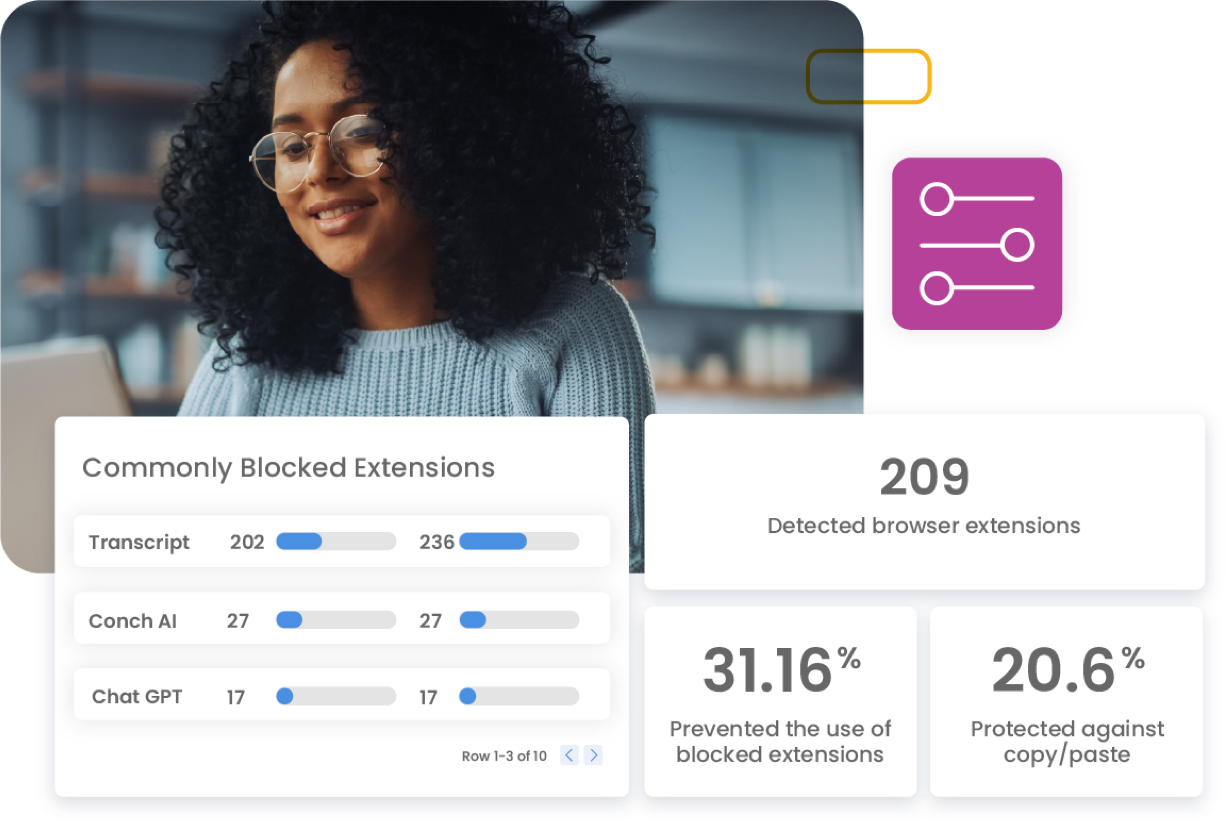 Commonly Blocked Extensions
Transcript 202 236
Conch AI 27 27
Chat GPT 17 17
Row 1-3 of 10
209
Detected browser extensions
31.16%
Prevented the use of
blocked extensions
20.6%
Protected against
copy/paste